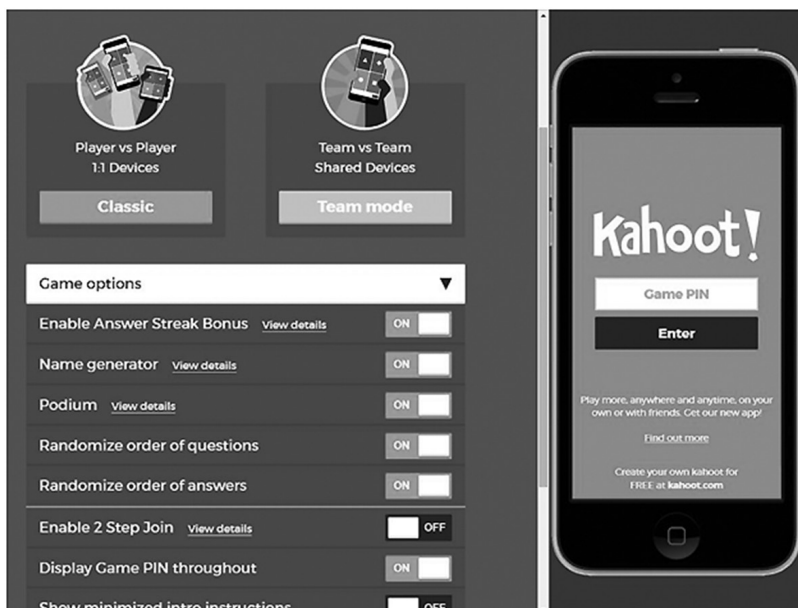 Player vs Player
1:1 Devices
Classic
Team vs Team
Shared Devices
Team mode
Game options
Enable Answer Streak Bonus View details ON
Name generator View details ON
Podium View details ON
Randomize order of questions ON
Randomize order of answers ON
Enable 2 Step Join View details OFF
Display Game PIN throughout ON
Show minimized intro instructions OFF
Kahoot!
Game PIN
Enter
Play more, anywhere and anytime, on your
own or with friends. Get our new app!
Find out more
Create your own kahoot for
FREE at kahoot.com